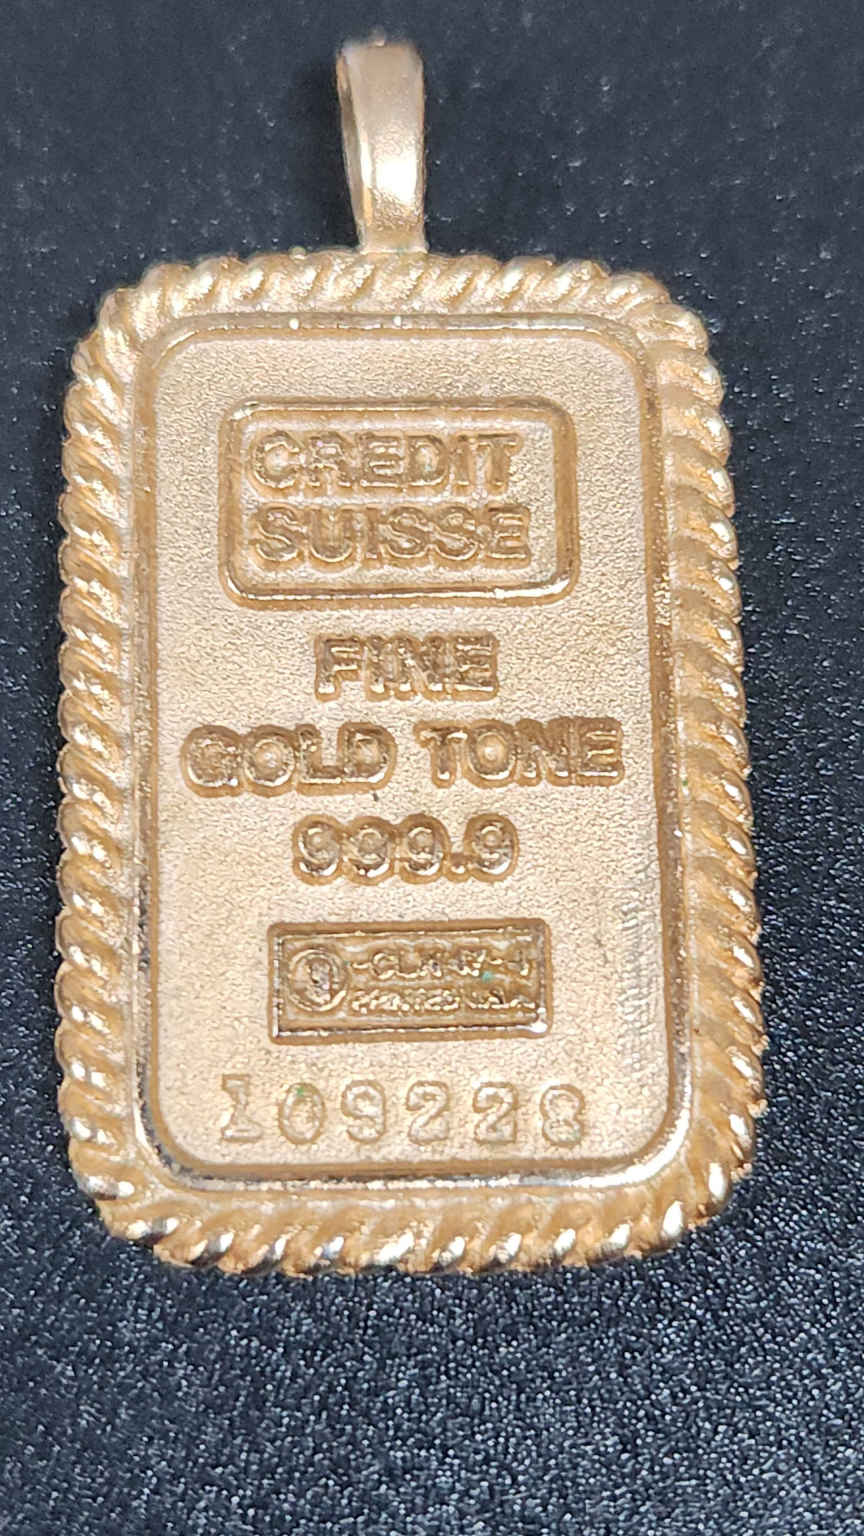 CREDIT
SUISSE
FINE
GOLD TONE
999.9
109228